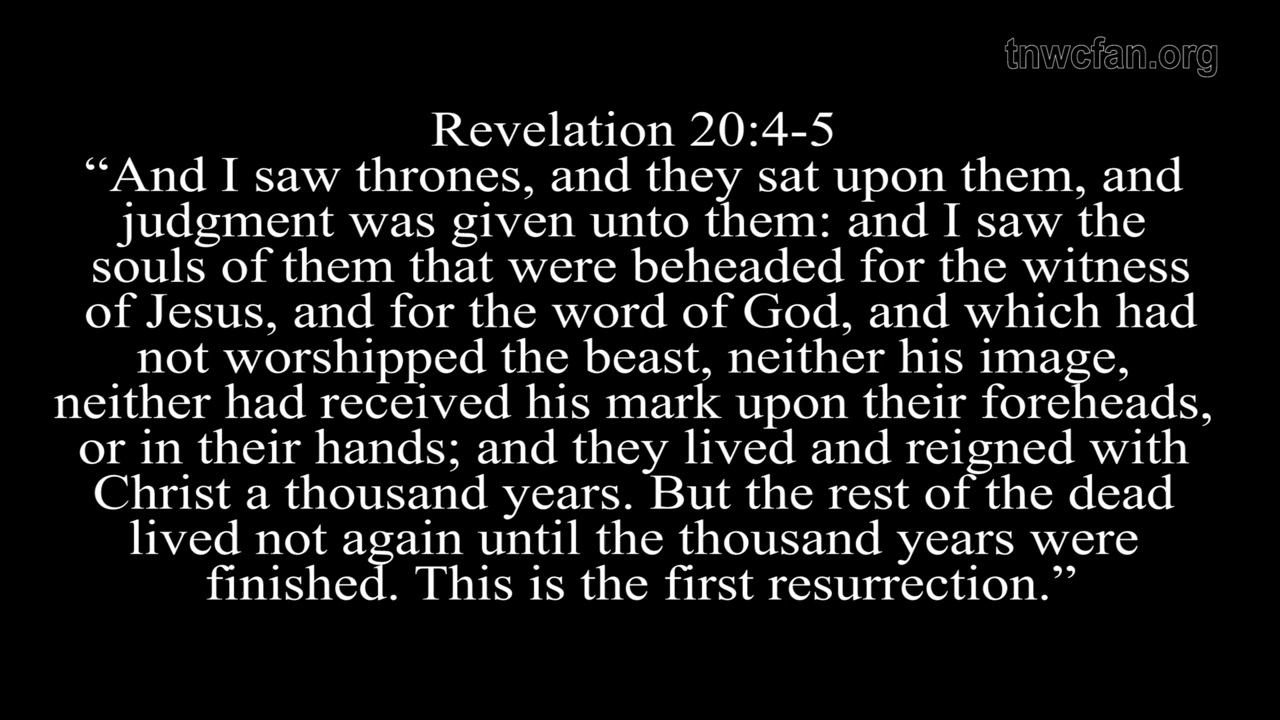 tnwcfan.org
Revelation 20:4-5
“And I saw thrones, and they sat upon them, and
judgment was given unto them: and I saw the
souls of them that were beheaded for the witness
of Jesus, and for the word of God, and which had
not worshipped the beast, neither his image,
neither had received his mark upon their foreheads,
or in their hands; and they lived and reigned with
Christ a thousand years. But the rest of the dead
lived not again until the thousand years were
finished. This is the first resurrection.”